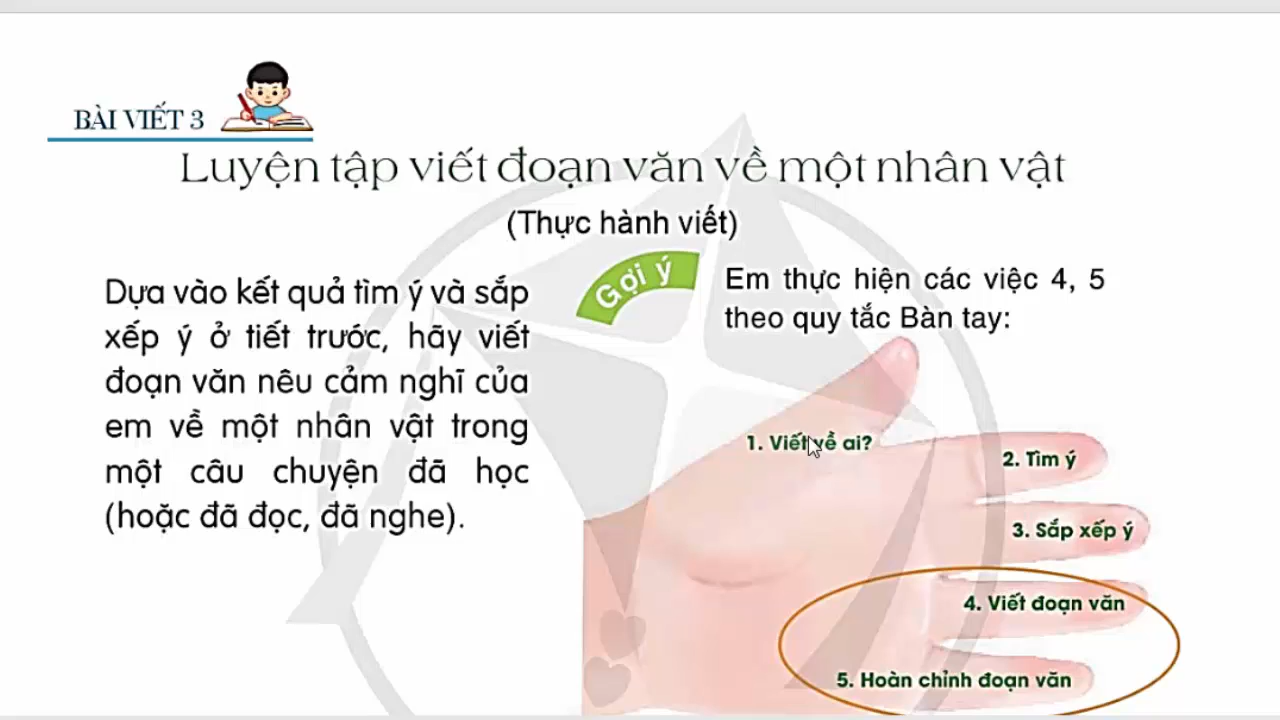 BÀI VIẾT 3
Luyện tập viết đoạn văn về một nhân vật
(Thực hành viết)
Dựa vào kết quả tìm ý và sắp
xếp ý ở tiết trước, hãy viết
đoạn văn nêu cảm nghĩ của
em về một nhân vật trong
một câu chuyện đã học
(hoặc đã đọc, đã nghe).
Gợi ý
Em thực hiện các việc 4, 5
theo quy tắc Bàn tay:
1. Viết về ai?
2. Tìm ý
3. Sắp xếp ý
4. Viết đoạn văn
5. Hoàn chỉnh đoạn văn